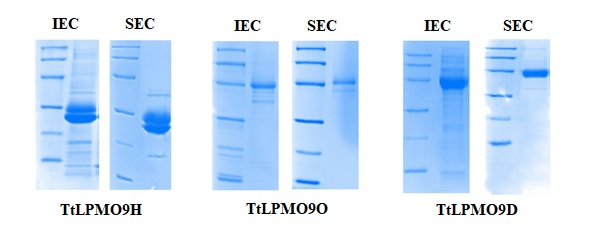 IEC SEC IEC SEC IEC SEC
TtLPMO9H TtLPMO9O TtLPMO9D